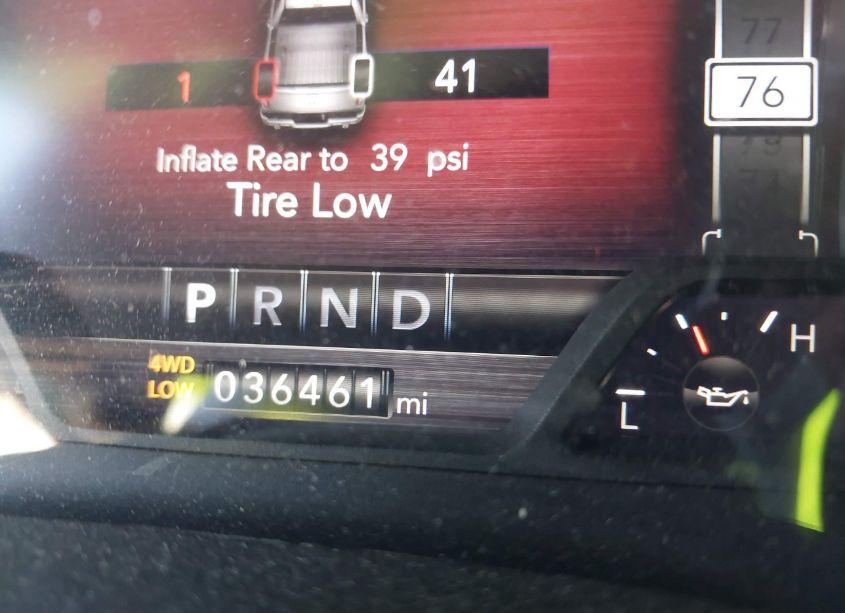 77
76
1 41
Inflate Rear to 39 psi
Tire Low
P R N D
4WD
LOW
036461 mi
L H